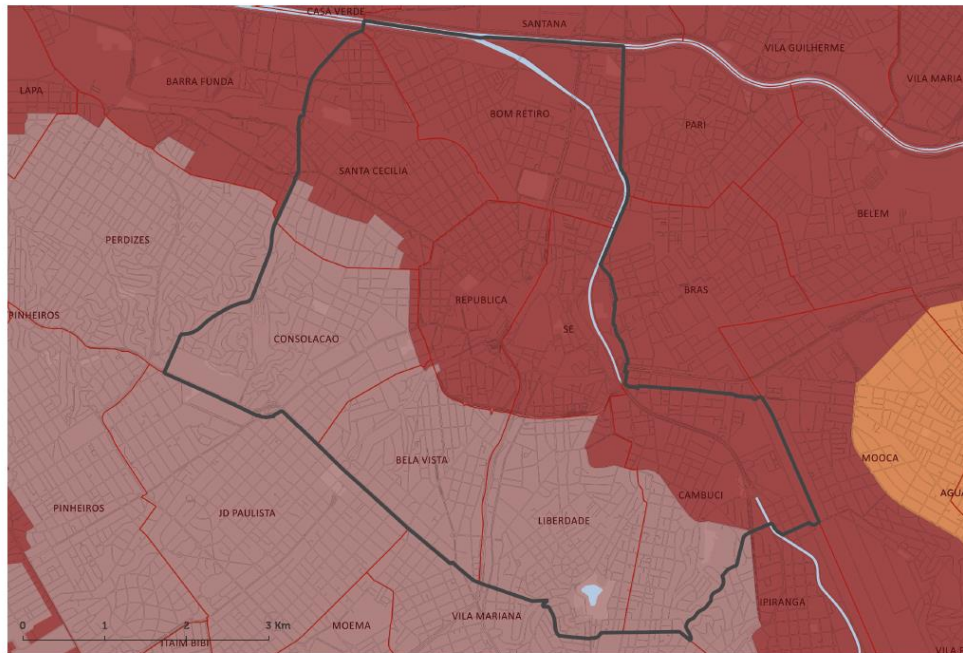 CASA VERDE
SANTANA
VILA GUILHERME
LAPA
BARRA FUNDA
VILA MARIA
BOM RETIRO
PARI
SANTA CECILIA
BELEM
PERDIZES
BRAS
REPUBLICA
PINHEIROS
SE
CONSOLACAO
MOOCA
BELA VISTA
AGUA
CAMBUCI
PINHEIROS
JD PAULISTA
LIBERDADE
IPIRANGA
VILA MARIANA
MOEMA
0 1 2 3 Km
ITAIM BIBI